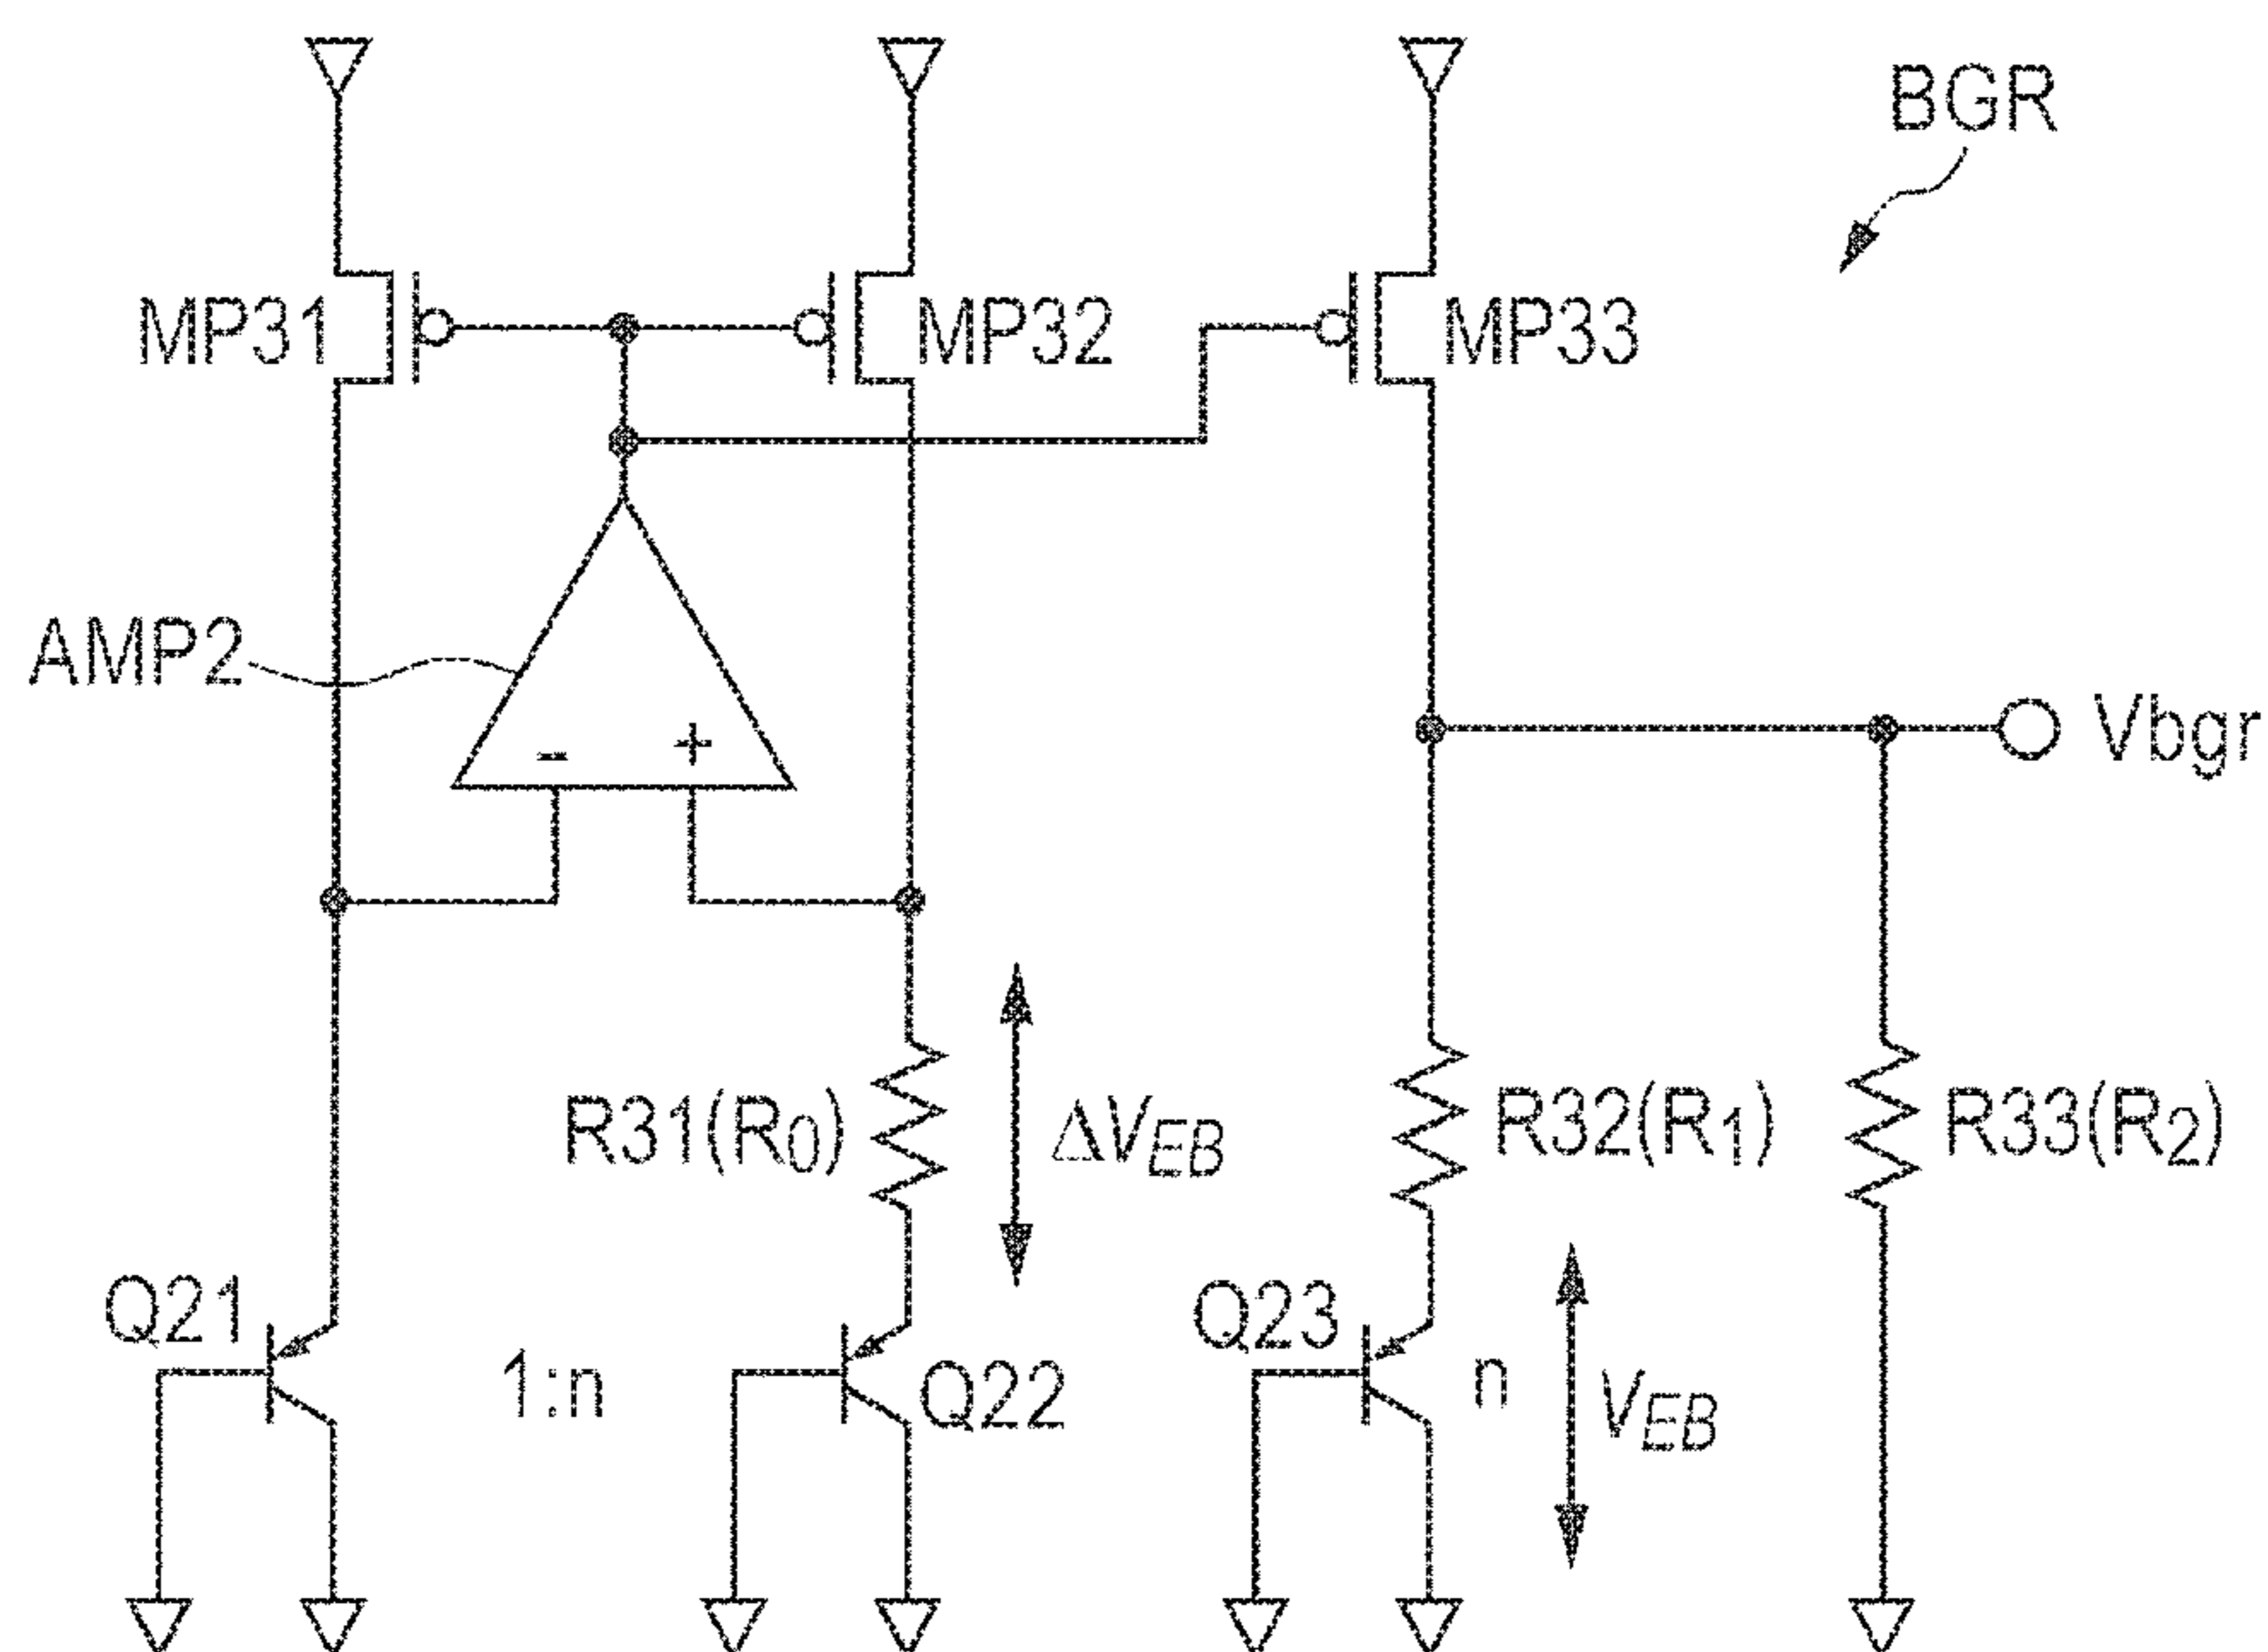 BGR
MP31
MP32
MP33
AMP2
-
+
Vbgr
R31(R0)
ΔVEB
R32(R1)
R33(R2)
Q21
1:n
Q22
Q23
n
VEB